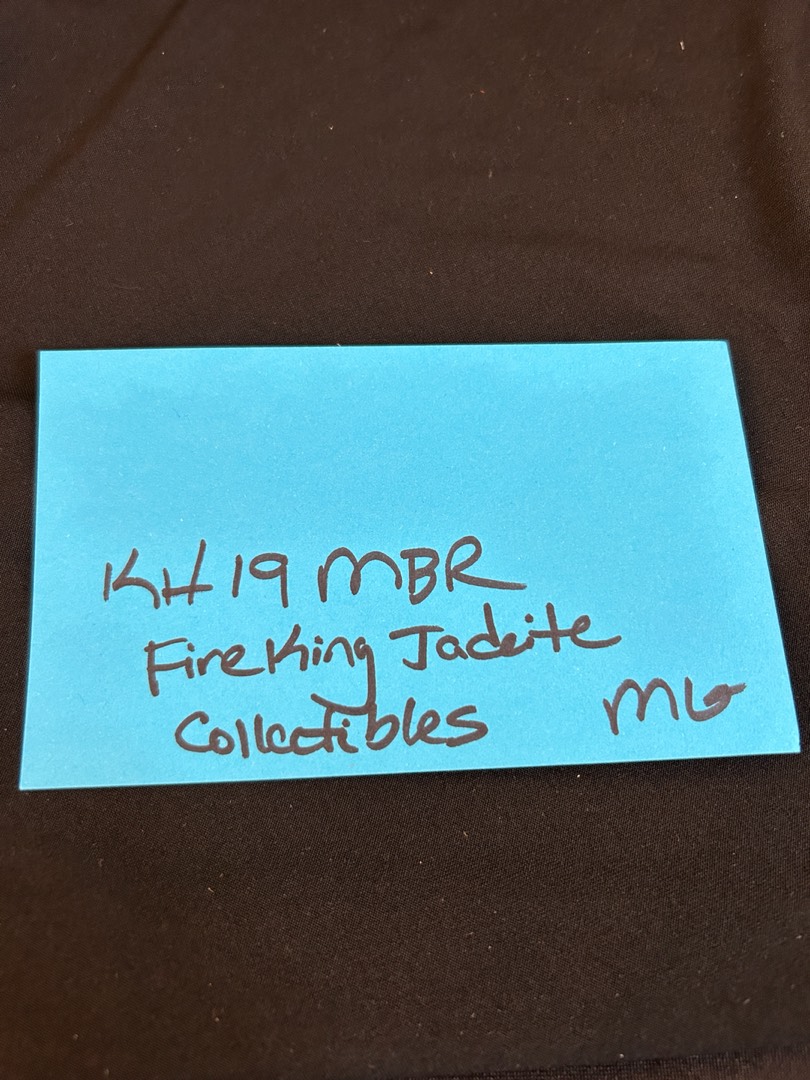 KH 19 MBR
Fire King Jadeite
Collectibles
MG